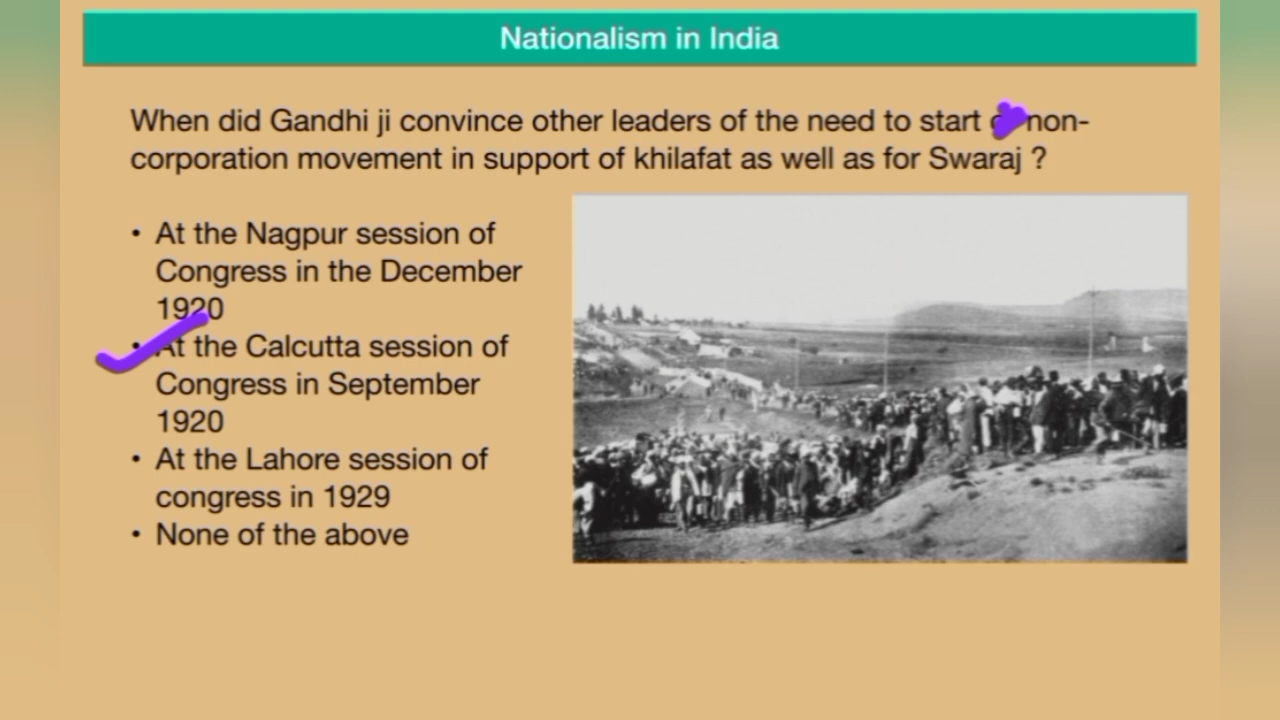 Nationalism in India
When did Gandhi ji convince other leaders of the need to start non-
corporation movement in support of khilafat as well as for Swaraj ?
• At the Nagpur session of
Congress in the December
1920
• At the Calcutta session of
Congress in September
1920
• At the Lahore session of
congress in 1929
• None of the above